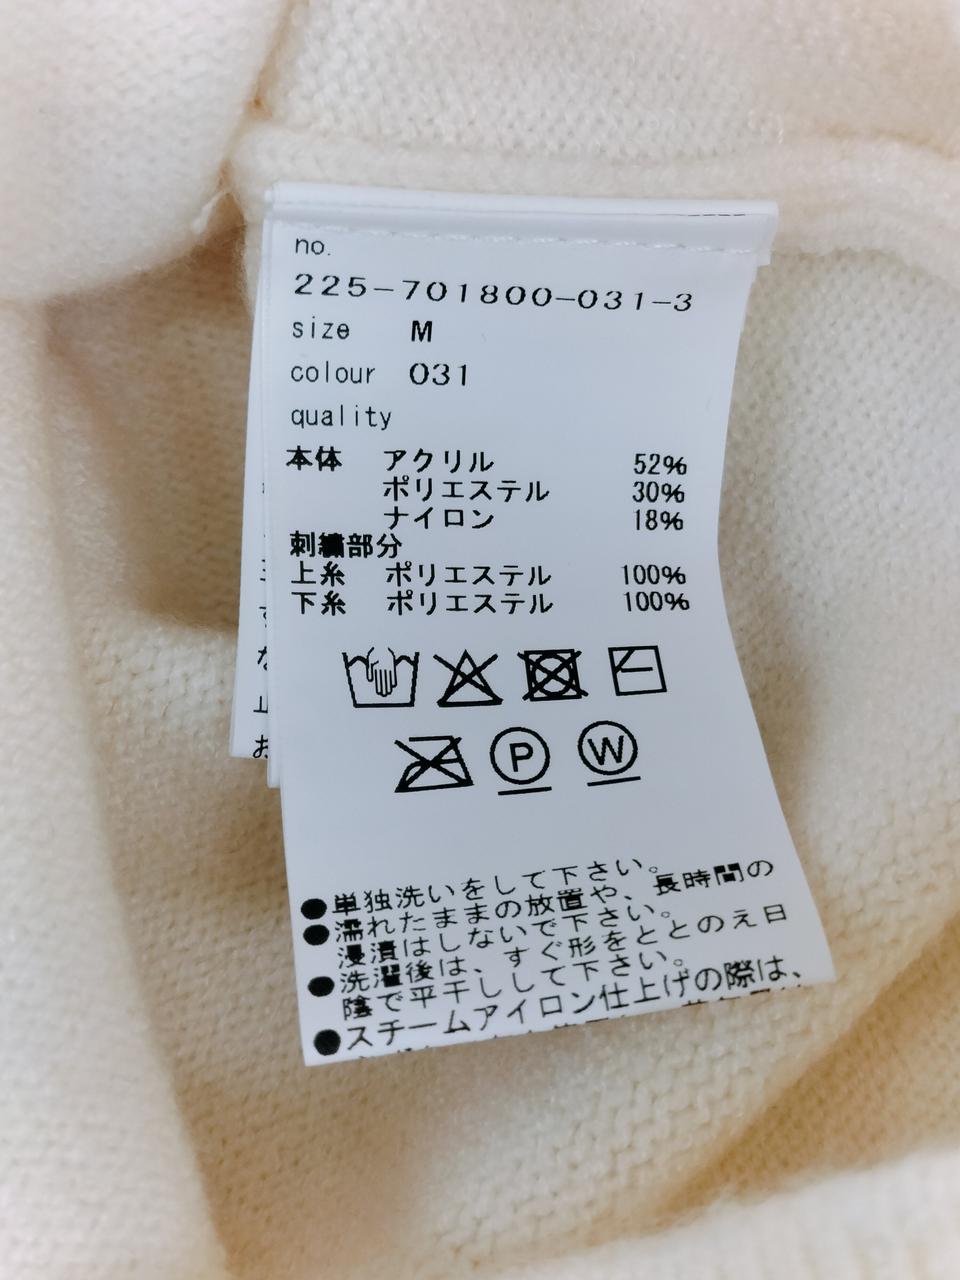 no.
225-701800-031-3
size M
colour 031
quality
本体 アクリル 52%
ポリエステル 30%
ナイロン 18%
刺繍部分
上糸 ポリエステル 100%
下糸 ポリエステル 100%
P W
●単独洗いをして下さい。
●濡れたままの放置や、長時間の
浸漬はしないで下さい。
●洗濯後は、すぐ形をととのえ日
陰で平干しして下さい。
●スチームアイロン仕上げの際は、